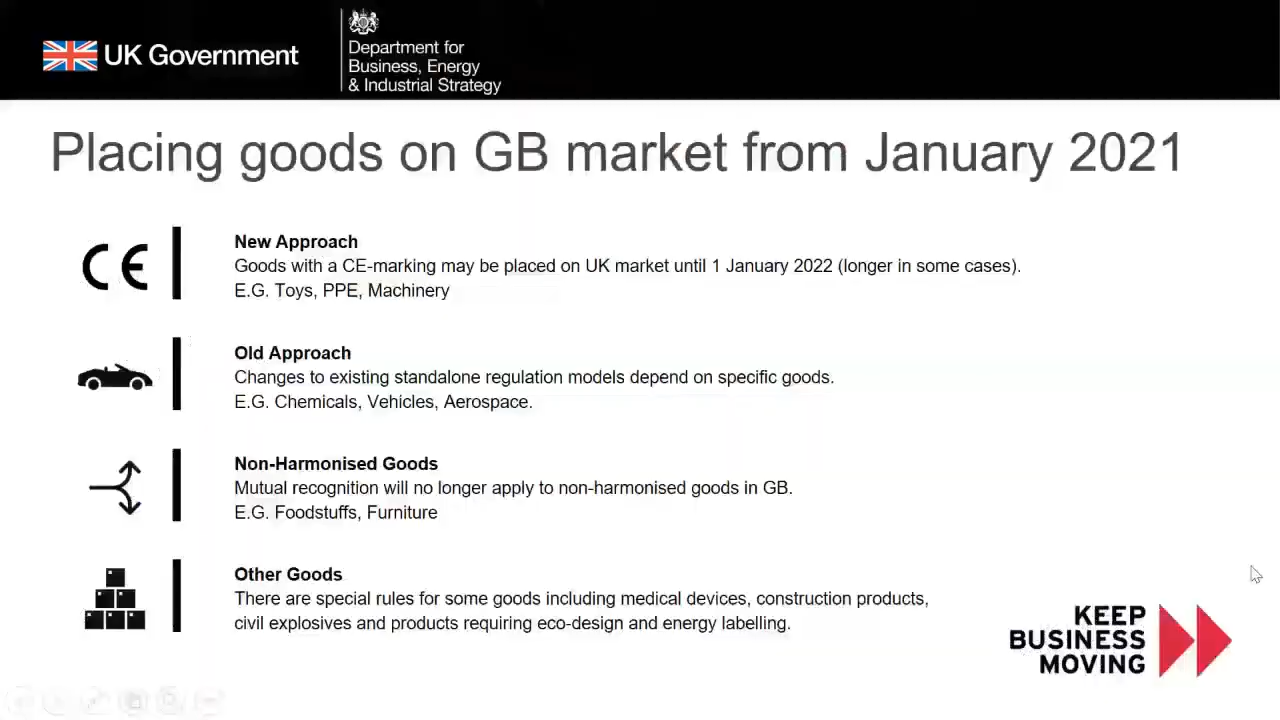 UK Government
Department for
Business, Energy
& Industrial Strategy
Placing goods on GB market from January 2021
CE
New Approach
Goods with a CE-marking may be placed on UK market until 1 January 2022 (longer in some cases).
E.G. Toys, PPE, Machinery
Old Approach
Changes to existing standalone regulation models depend on specific goods.
E.G. Chemicals, Vehicles, Aerospace.
Non-Harmonised Goods
Mutual recognition will no longer apply to non-harmonised goods in GB.
E.G. Foodstuffs, Furniture
Other Goods
There are special rules for some goods including medical devices, construction products,
civil explosives and products requiring eco-design and energy labelling.
KEEP
BUSINESS
MOVING